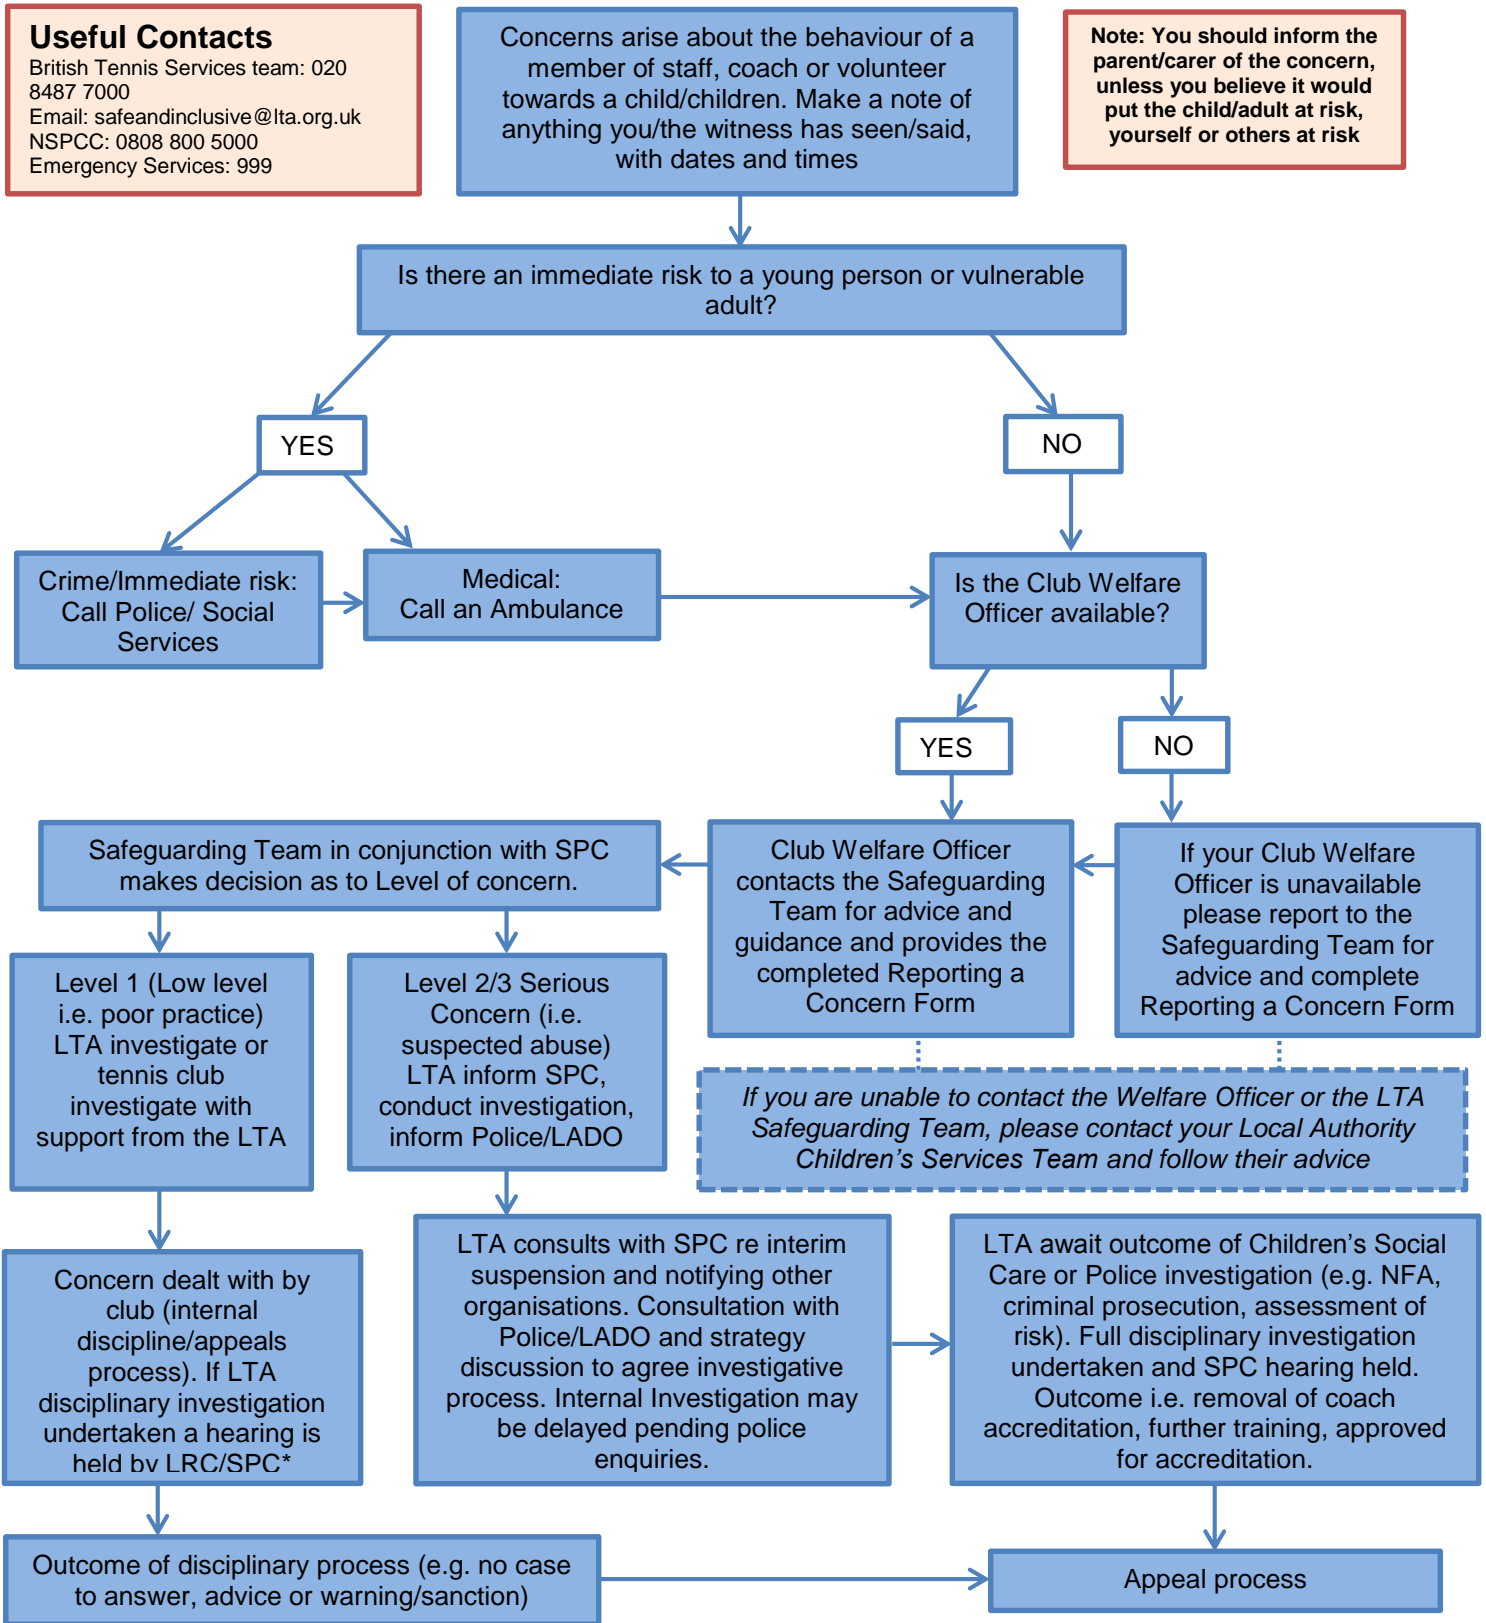 Useful Contacts
British Tennis Services team: 020
8487 7000
Email: safeandinclusive@lta.org.uk
NSPCC: 0808 800 5000
Emergency Services: 999
Concerns arise about the behaviour of a
member of staff, coach or volunteer
towards a child/children. Make a note of
anything you/the witness has seen/said,
with dates and times
Note: You should inform the
parent/carer of the concern,
unless you believe it would
put the child/adult at risk,
yourself or others at risk
Is there an immediate risk to a young person or vulnerable
adult?
YES
NO
Crime/Immediate risk:
Call Police/ Social
Services
Medical:
Call an Ambulance
Is the Club Welfare
Officer available?
YES
NO
Safeguarding Team in conjunction with SPC
makes decision as to Level of concern.
Club Welfare Officer
contacts the Safeguarding
Team for advice and
guidance and provides the
completed Reporting a
Concern Form
If your Club Welfare
Officer is unavailable
please report to the
Safeguarding Team for
advice and complete
Reporting a Concern Form
Level 1 (Low level
i.e. poor practice)
LTA investigate or
tennis club
investigate with
support from the LTA
Level 2/3 Serious
Concern (i.e.
suspected abuse)
LTA inform SPC,
conduct investigation,
inform Police/LADO
If you are unable to contact the Welfare Officer or the LTA
Safeguarding Team, please contact your Local Authority
Children’s Services Team and follow their advice
Concern dealt with by
club (internal
discipline/appeals
process). If LTA
disciplinary investigation
undertaken a hearing is
held by LRC/SPC*
LTA consults with SPC re interim
suspension and notifying other
organisations. Consultation with
Police/LADO and strategy
discussion to agree investigative
process. Internal Investigation may
be delayed pending police
enquiries.
LTA await outcome of Children’s Social
Care or Police investigation (e.g. NFA,
criminal prosecution, assessment of
risk). Full disciplinary investigation
undertaken and SPC hearing held.
Outcome i.e. removal of coach
accreditation, further training, approved
for accreditation.
Outcome of disciplinary process (e.g. no case
to answer, advice or warning/sanction)
Appeal process